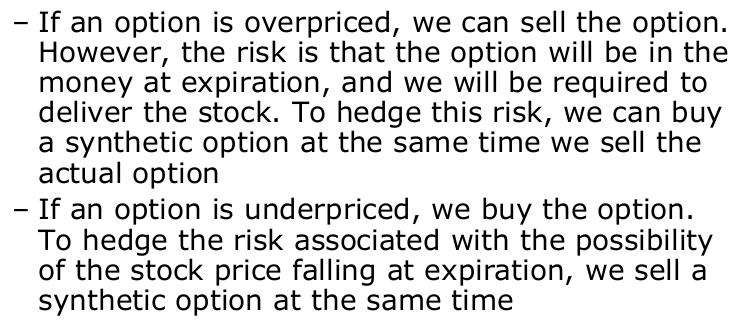 – If an option is overpriced, we can sell the option.
However, the risk is that the option will be in the
money at expiration, and we will be required to
deliver the stock. To hedge this risk, we can buy
a synthetic option at the same time we sell the
actual option
– If an option is underpriced, we buy the option.
To hedge the risk associated with the possibility
of the stock price falling at expiration, we sell a
synthetic option at the same time